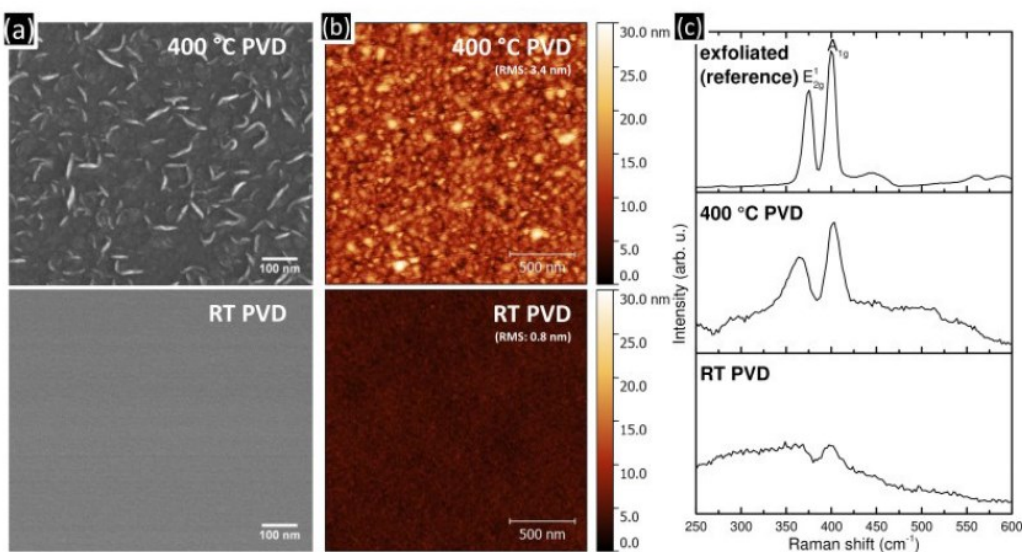 (a)
400 °C PVD
100 nm
RT PVD
100 nm
(b)
400 °C PVD
(RMS: 3.4 nm)
500 nm
30.0 nm
25.0
20.0
15.0
10.0
5.0
0.0
RT PVD
(RMS: 0.8 nm)
500 nm
30.0 nm
25.0
20.0
15.0
10.0
5.0
0.0
(c)
exfoliated
(reference)
E¹2g
A1g
400 °C PVD
RT PVD
Intensity (arb. u.)
250 300 350 400 450 500 550 600
Raman shift (cm⁻¹)